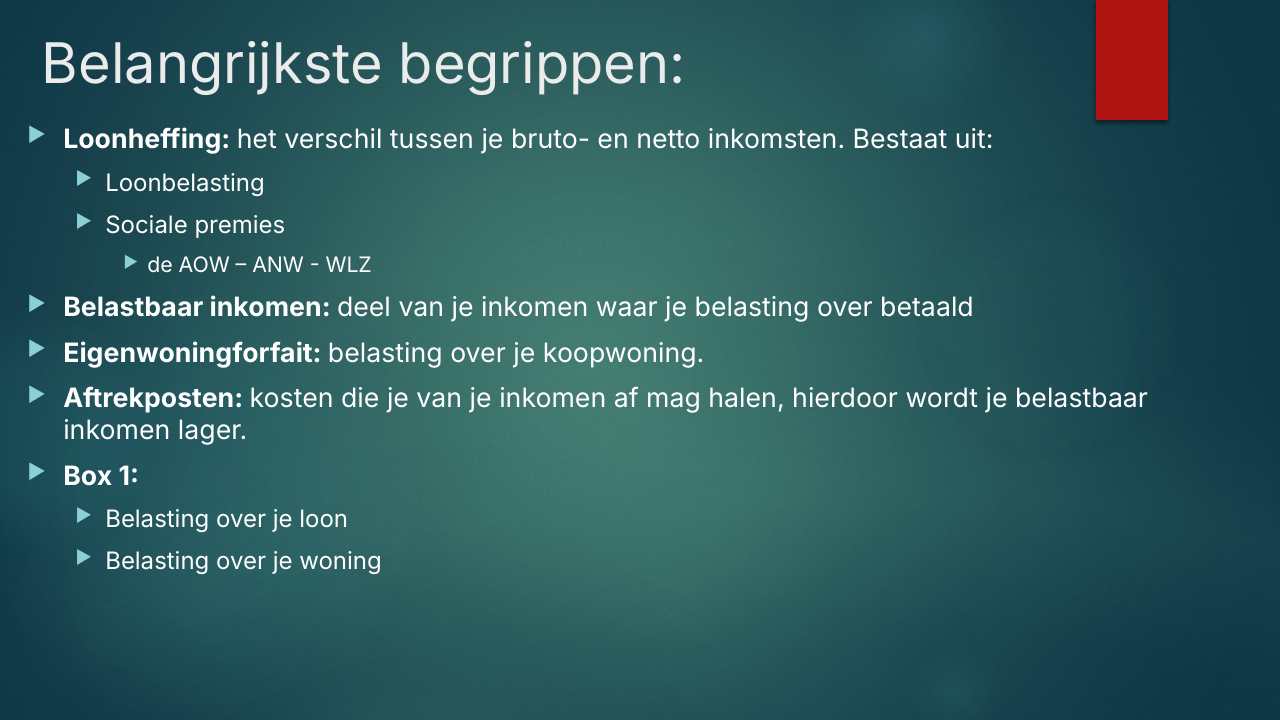 Belangrijkste begrippen:
Loonheffing: het verschil tussen je bruto- en netto inkomsten. Bestaat uit:
Loonbelasting
Sociale premies
de AOW – ANW - WLZ
Belastbaar inkomen: deel van je inkomen waar je belasting over betaald
Eigenwoningforfait: belasting over je koopwoning.
Aftrekposten: kosten die je van je inkomen af mag halen, hierdoor wordt je belastbaar
inkomen lager.
Box 1:
Belasting over je loon
Belasting over je woning